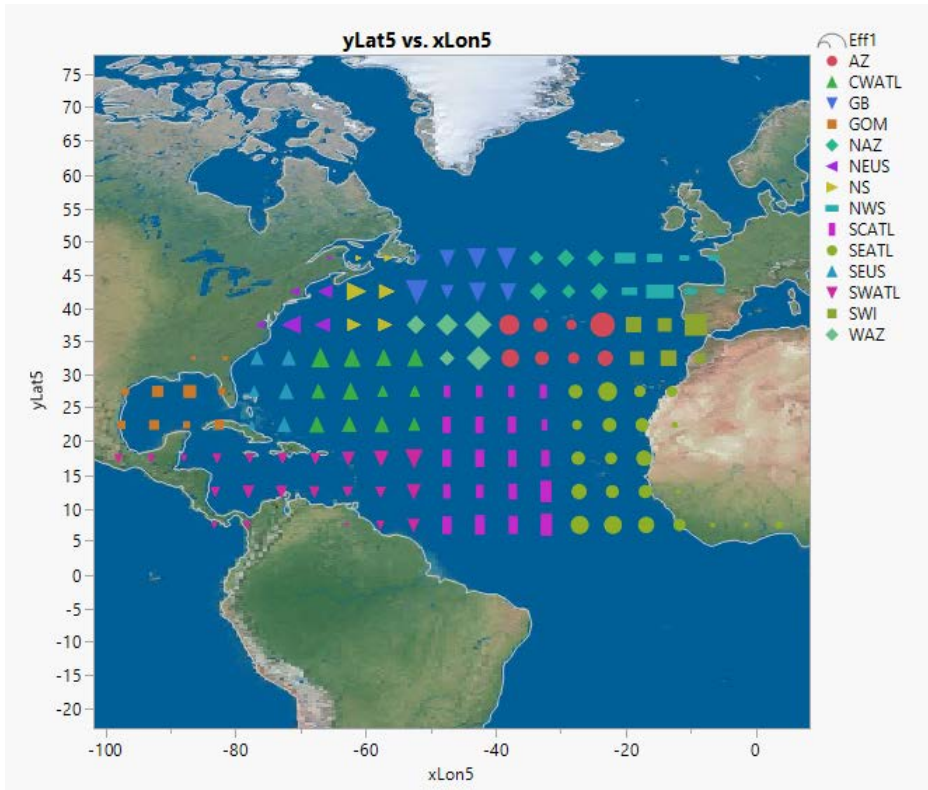 yLat5 vs. xLon5
Eff1
AZ
CWATL
GB
GOM
NAZ
NEUS
NS
NWS
SCATL
SEATL
SEUS
SWATL
SWI
WAZ
yLat5
75
70
65
60
55
50
45
40
35
30
25
20
15
10
5
0
-5
-10
-15
-20
-100
-80
-60
-40
-20
0
xLon5